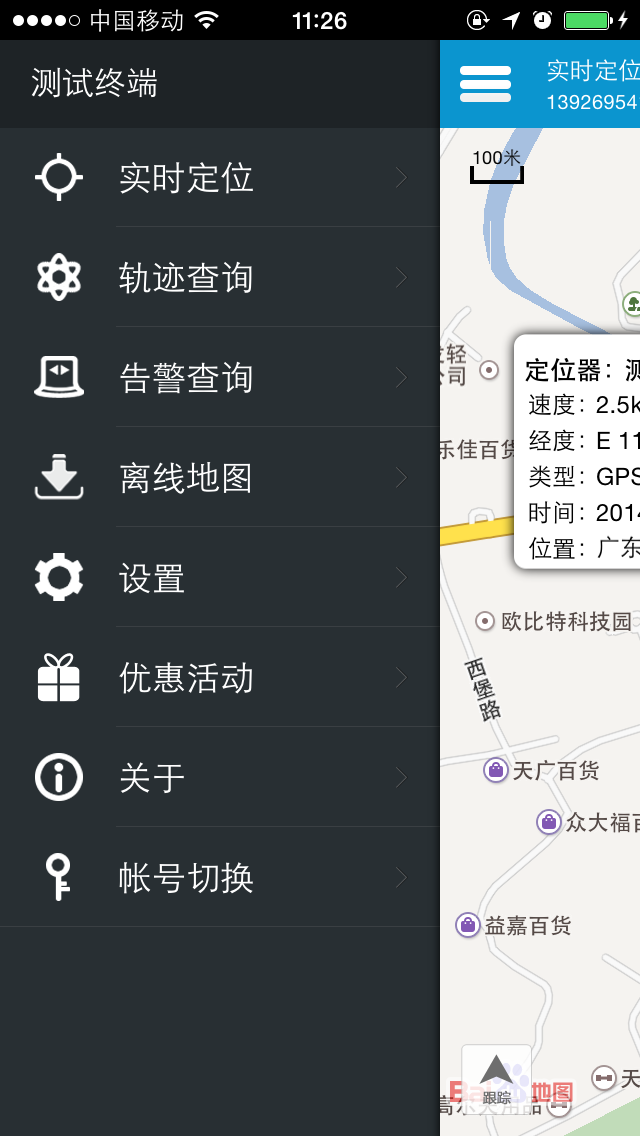 中国移动
11:26
测试终端
实时定位
轨迹查询
告警查询
离线地图
设置
优惠活动
关于
帐号切换
实时定位
13926954
100米
轻
公司
乐佳百货
定位器：测
速度：2.5k
经度：E 11
类型：GPS
时间：2014
位置：广东
欧比特科技园
西堡路
天广百货
众大福百
益嘉百货
跟踪
地图
天